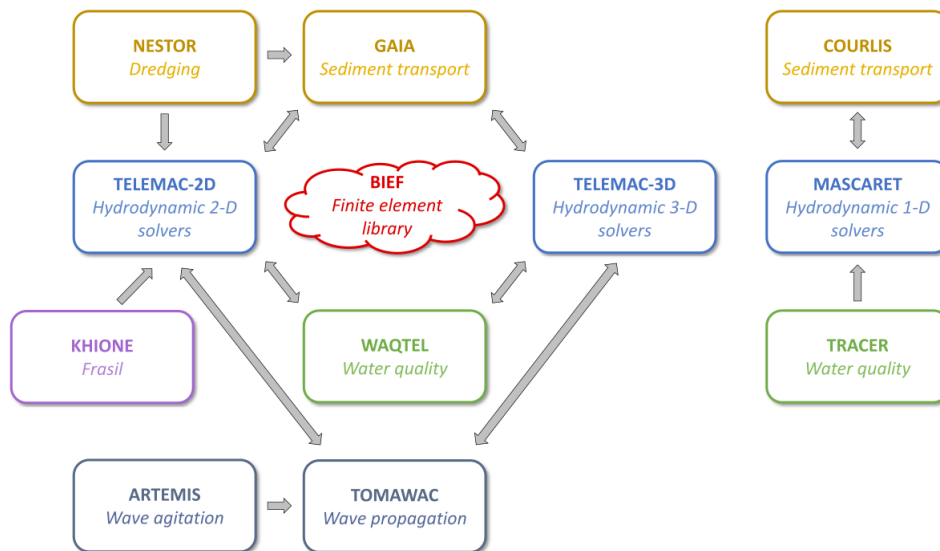 NESTOR
Dredging
GAIA
Sediment transport
COURLIS
Sediment transport
TELEMAC-2D
Hydrodynamic 2-D
solvers
BIEF
Finite element
library
TELEMAC-3D
Hydrodynamic 3-D
solvers
MASCARET
Hydrodynamic 1-D
solvers
KHIONE
Frasil
WAQTEL
Water quality
TRACER
Water quality
ARTEMIS
Wave agitation
TOMAWAC
Wave propagation